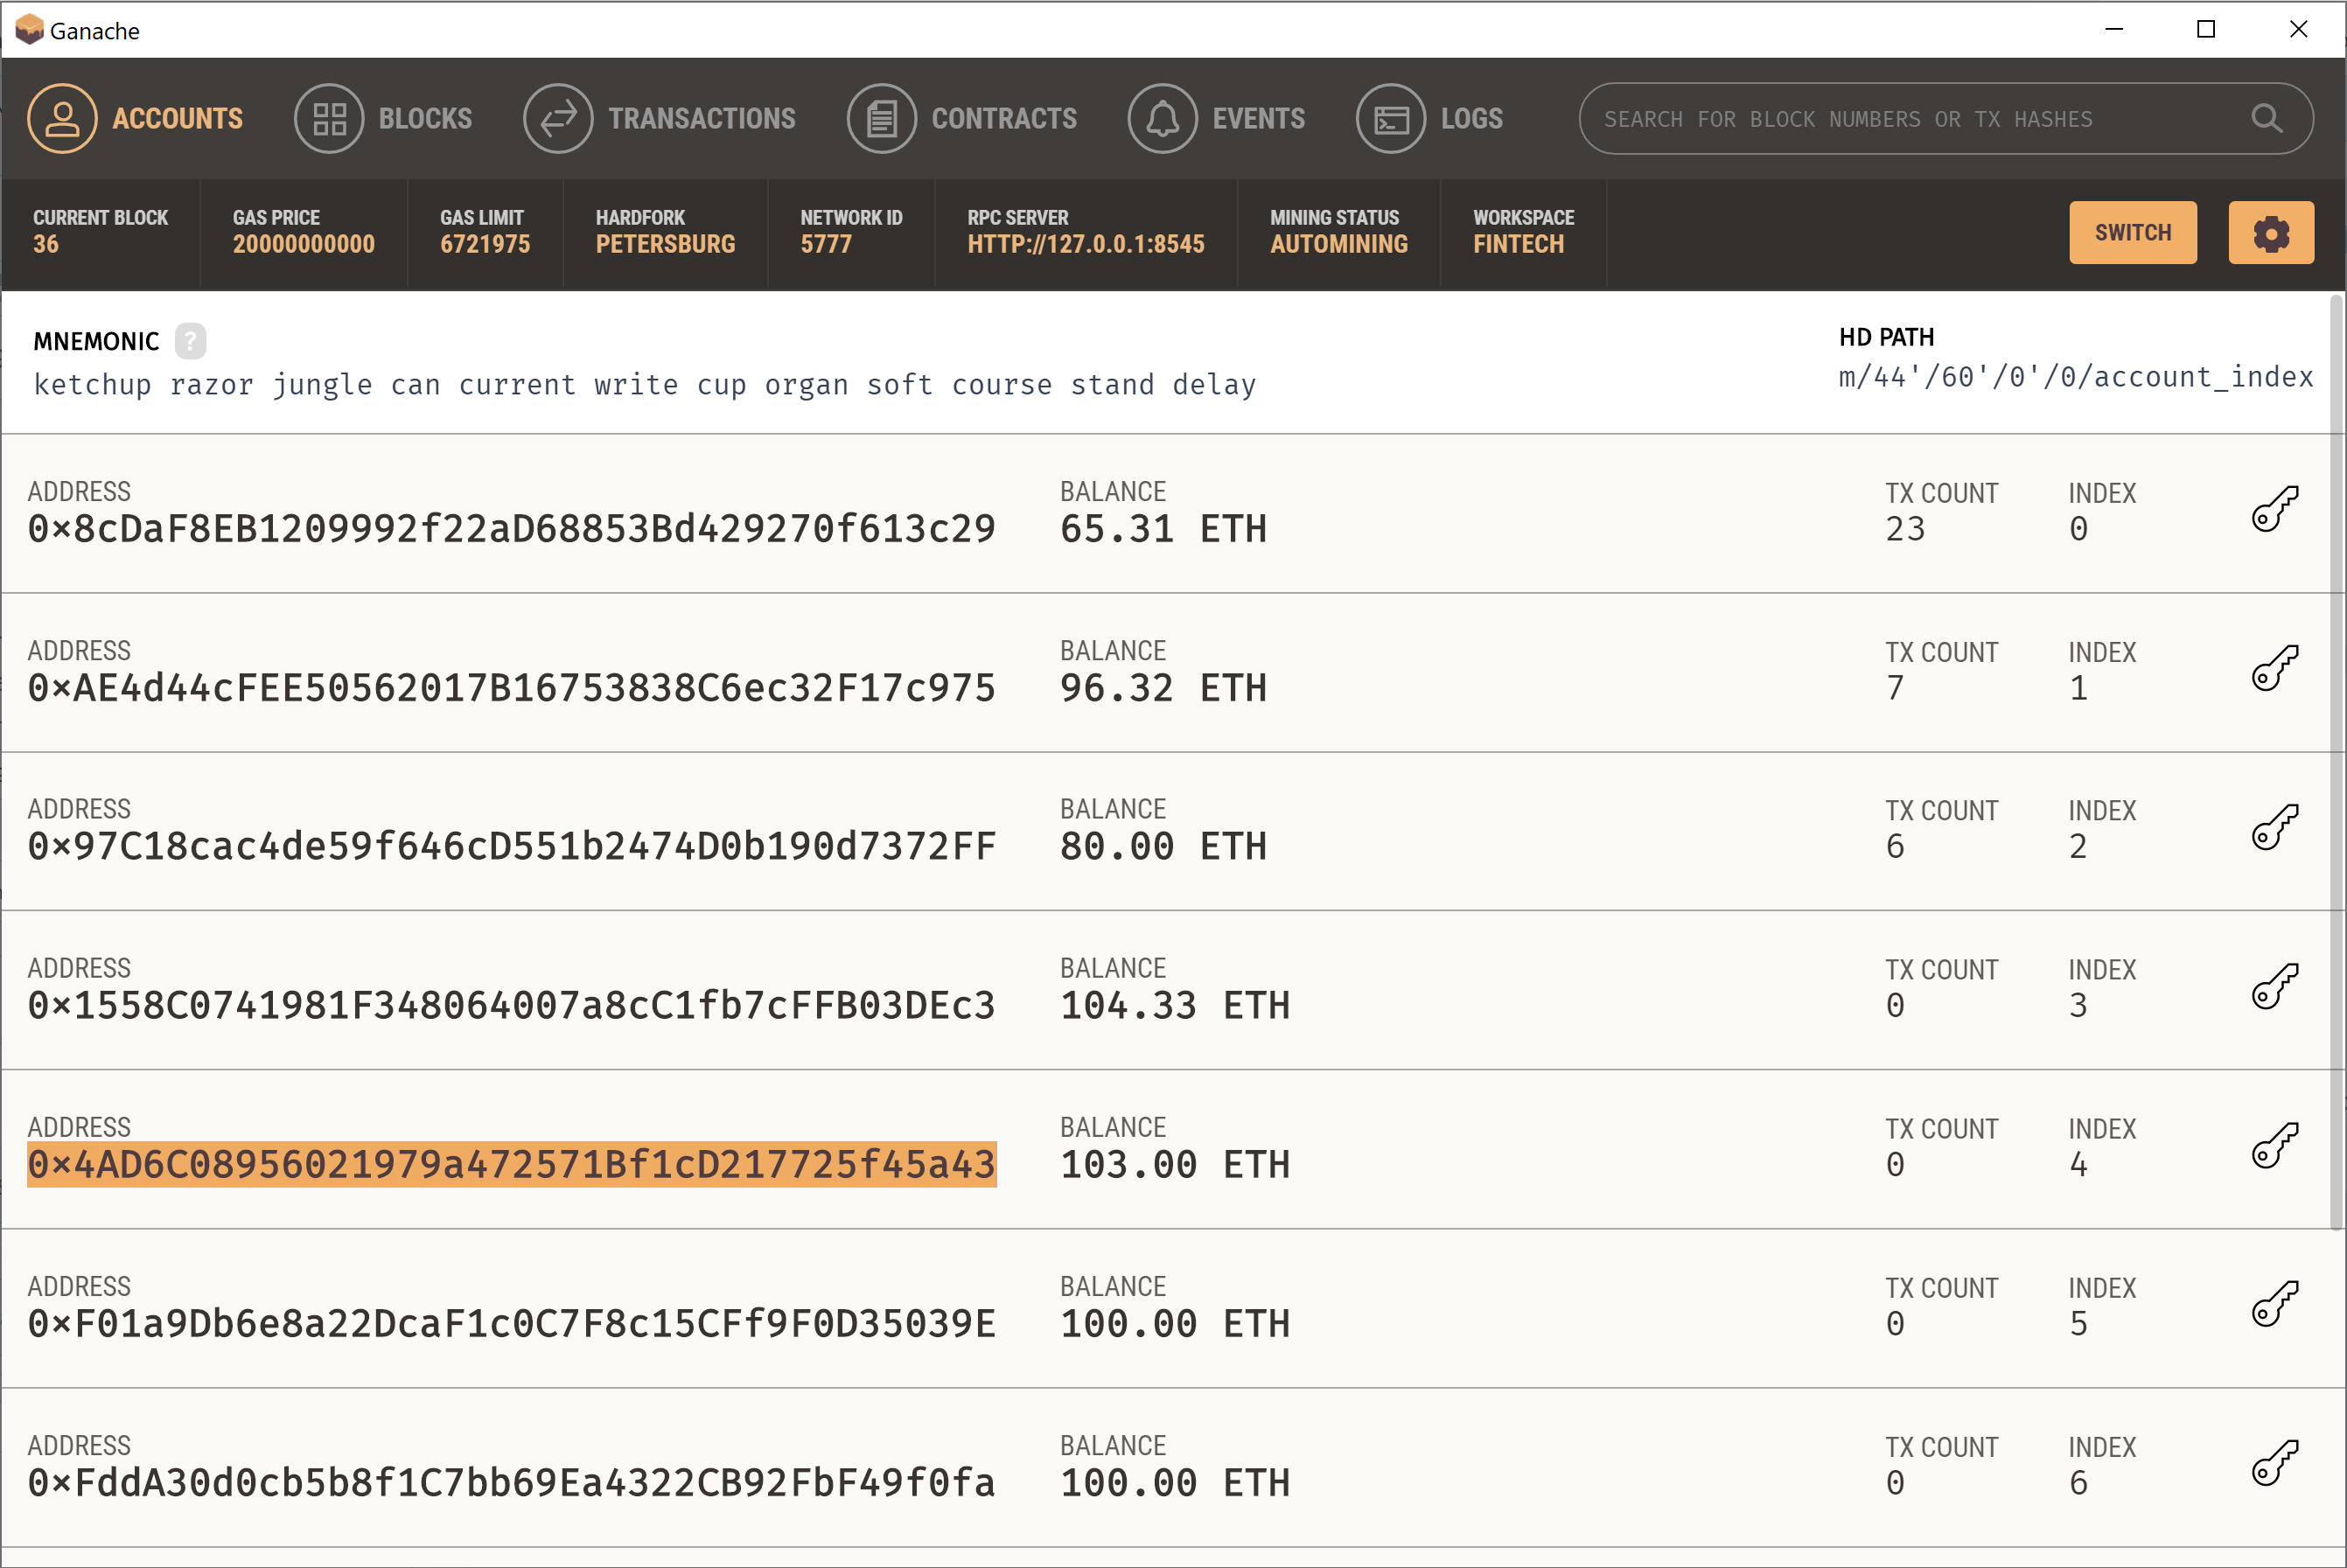 Ganache
ACCOUNTS BLOCKS TRANSACTIONS CONTRACTS EVENTS LOGS SEARCH FOR BLOCK NUMBERS OR TX HASHES
CURRENT BLOCK GAS PRICE GAS LIMIT HARDFORK NETWORK ID RPC SERVER MINING STATUS WORKSPACE
36 20000000000 6721975 PETERSBURG 5777 HTTP://127.0.0.1:8545 AUTOMINING FINTECH SWITCH
MNEMONIC ? HD PATH
ketchup razor jungle can current write cup organ soft course stand delay m/44'/60'/0'/0/account_index
ADDRESS BALANCE TX COUNT INDEX
0×8cDaF8EB1209992f22aD68853Bd429270f613c29 65.31 ETH 23 0
ADDRESS BALANCE TX COUNT INDEX
0×AE4d44cFEE50562017B16753838C6ec32F17c975 96.32 ETH 7 1
ADDRESS BALANCE TX COUNT INDEX
0×97C18cac4de59f646cD551b2474D0b190d7372FF 80.00 ETH 6 2
ADDRESS BALANCE TX COUNT INDEX
0×1558C0741981F348064007a8cC1fb7cFFB03DEc3 104.33 ETH 0 3
ADDRESS BALANCE TX COUNT INDEX
0×4AD6C08956021979a472571Bf1cD217725f45a43 103.00 ETH 0 4
ADDRESS BALANCE TX COUNT INDEX
0×F01a9Db6e8a22DcaF1c0C7F8c15CFf9F0D35039E 100.00 ETH 0 5
ADDRESS BALANCE TX COUNT INDEX
0×FddA30d0cb5b8f1C7bb69Ea4322CB92FbF49f0fa 100.00 ETH 0 6